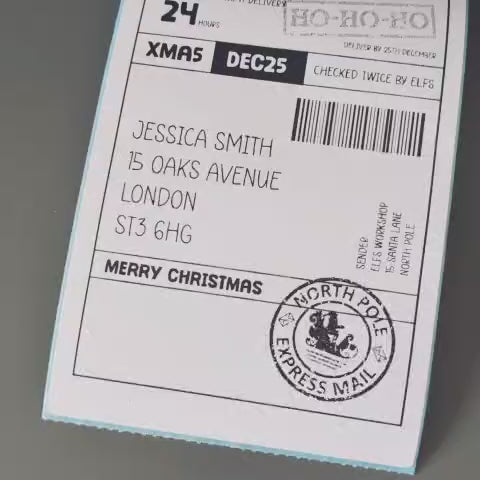 24 HOURS
HO-HO-HO
DELIVER BY 25TH DECEMBER
XMAS DEC25 CHECKED TWICE BY ELFS
JESSICA SMITH
15 OAKS AVENUE
LONDON
ST3 6HG
SENDER
ELFS WORKSHOP
15 SANTA LANE
NORTH POLE
MERRY CHRISTMAS
NORTH POLE
EXPRESS MAIL